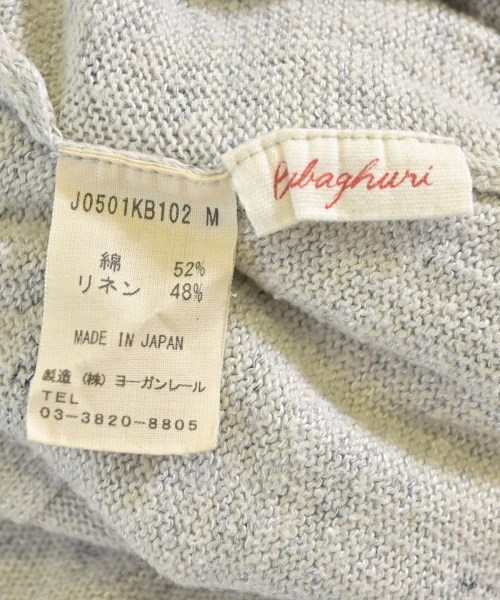 J0501KB102 M
綿 52%
リネン 48%
MADE IN JAPAN
製造 (株) ヨーガンレール
TEL
03-3820-8805
Babaghuri